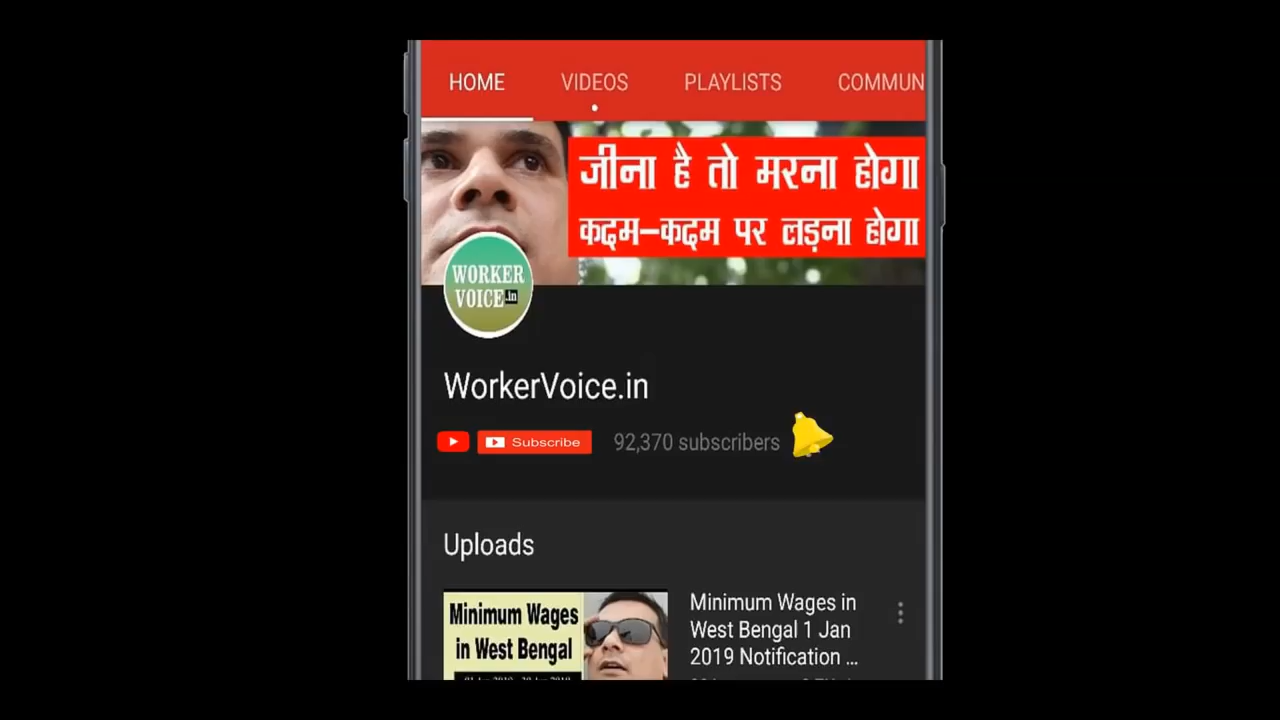 HOME VIDEOS PLAYLISTS COMMUN
जीना है तो मरना होगा
कदम-कदम पर लड़ना होगा
WORKER
VOICE.in
WorkerVoice.in
Subscribe 92,370 subscribers
Uploads
Minimum Wages
in West Bengal
Minimum Wages in
West Bengal 1 Jan
2019 Notification ...